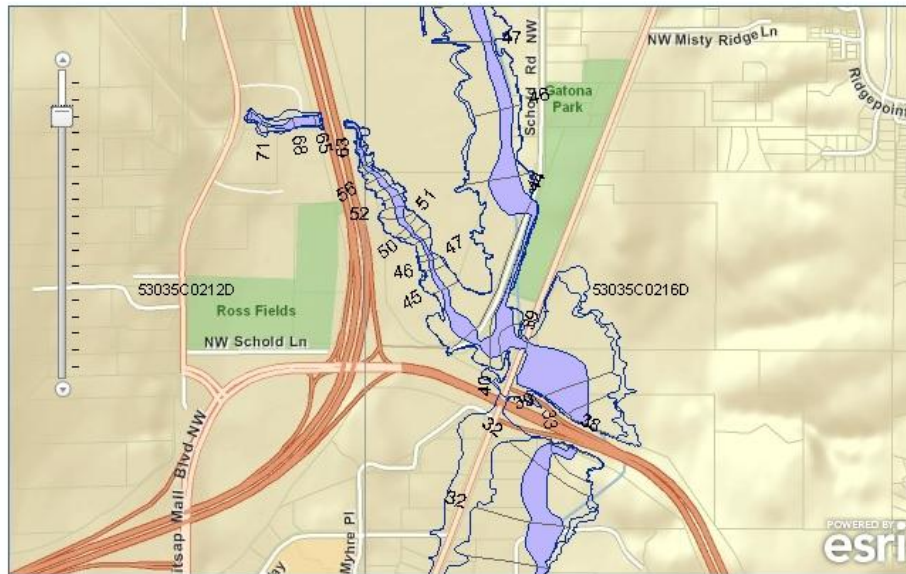 47
NW Misty Ridge Ln
Schold Rd NW
46
Gatona
Park
Ridgepoint
71
68
65
63
44
56
52
51
50
47
46
45
53035C0212D
53035C0216D
Ross Fields
39
NW Schold Ln
40
33
38
32
itsap Mall Blvd NW
32
Myhre Pl
ay
POWERED BY
esri